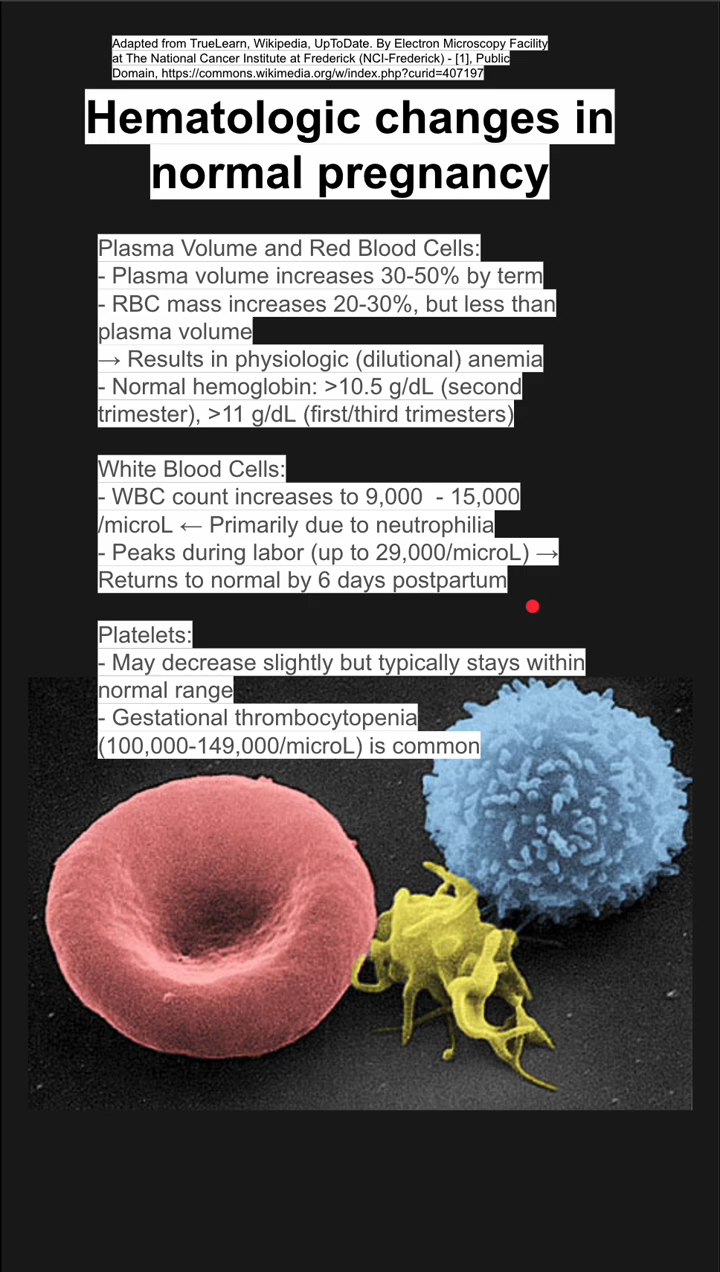 Adapted from TrueLearn, Wikipedia, UpToDate. By Electron Microscopy Facility
at The National Cancer Institute at Frederick (NCI-Frederick) - [1], Public
Domain, https://commons.wikimedia.org/w/index.php?curid=407197
Hematologic changes in
normal pregnancy
Plasma Volume and Red Blood Cells:
- Plasma volume increases 30-50% by term
- RBC mass increases 20-30%, but less than
plasma volume
→ Results in physiologic (dilutional) anemia
- Normal hemoglobin: >10.5 g/dL (second
trimester), >11 g/dL (first/third trimesters)
White Blood Cells:
- WBC count increases to 9,000  - 15,000
/microL ← Primarily due to neutrophilia
- Peaks during labor (up to 29,000/microL) →
Returns to normal by 6 days postpartum
Platelets:
- May decrease slightly but typically stays within
normal range
- Gestational thrombocytopenia
(100,000-149,000/microL) is common